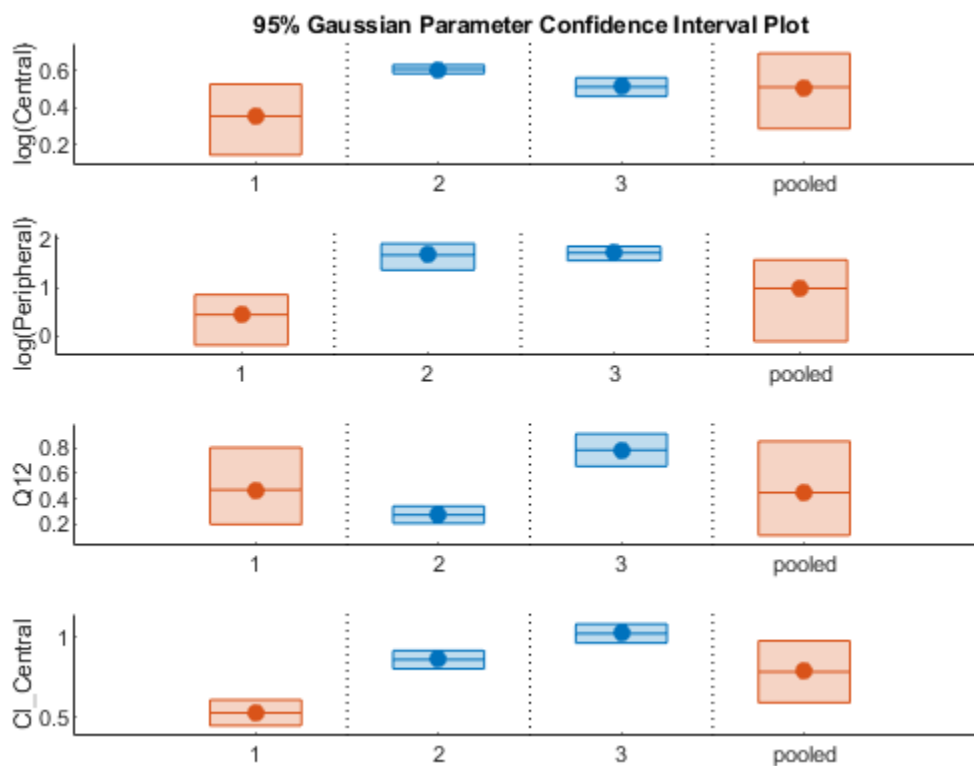 95% Gaussian Parameter Confidence Interval Plot
log(Central)
0.6
0.4
0.2
1 2 3 pooled
log(Peripheral)
2
1
0
1 2 3 pooled
Q12
0.8
0.6
0.4
0.2
1 2 3 pooled
Cl_Central
1
0.5
1 2 3 pooled